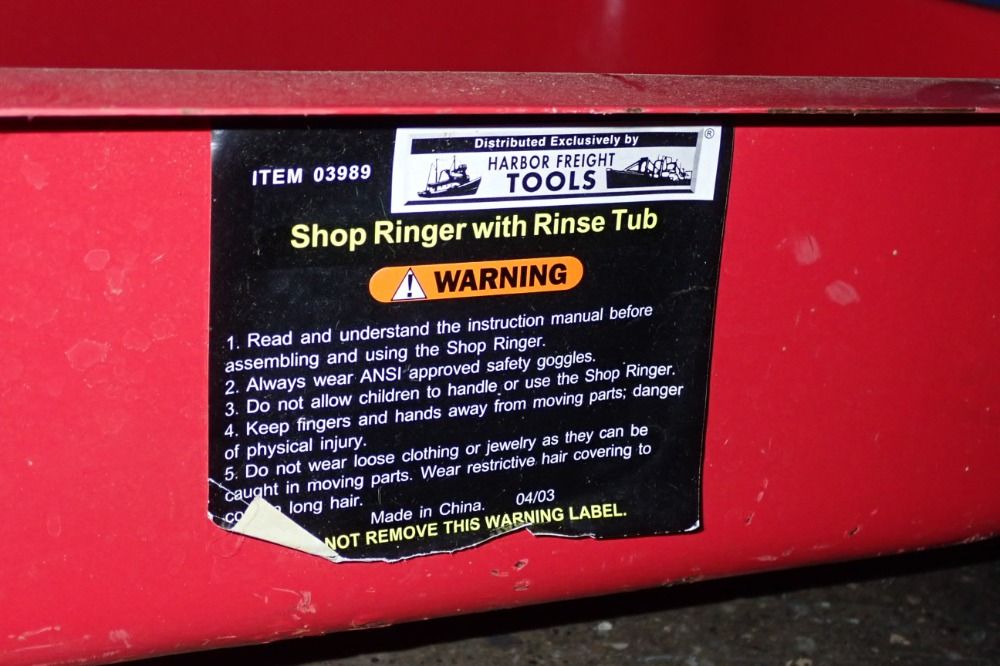 Distributed Exclusively by
®
ITEM 03989
HARBOR FREIGHT
TOOLS
Shop Ringer with Rinse Tub
WARNING
1. Read and understand the instruction manual before
assembling and using the Shop Ringer.
2. Always wear ANSI approved safety goggles.
3. Do not allow children to handle or use the Shop Ringer.
4. Keep fingers and hands away from moving parts; danger
of physical injury.
5. Do not wear loose clothing or jewelry as they can be
caught in moving parts. Wear restrictive hair covering to
long hair.
Made in China. 04/03
NOT REMOVE THIS WARNING LABEL.